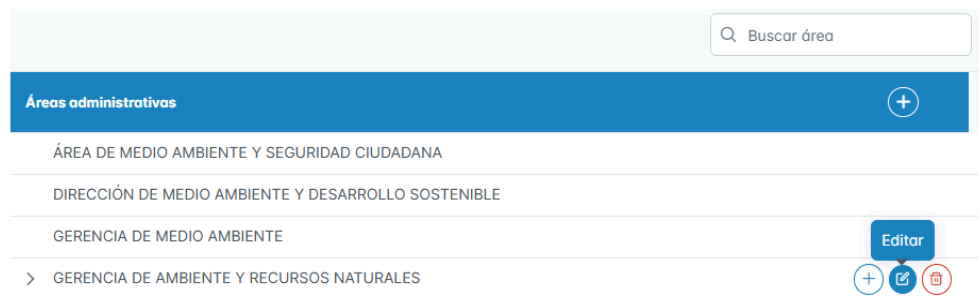 Buscar área
Áreas administrativas
ÁREA DE MEDIO AMBIENTE Y SEGURIDAD CIUDADANA
DIRECCIÓN DE MEDIO AMBIENTE Y DESARROLLO SOSTENIBLE
GERENCIA DE MEDIO AMBIENTE
Editar
GERENCIA DE AMBIENTE Y RECURSOS NATURALES